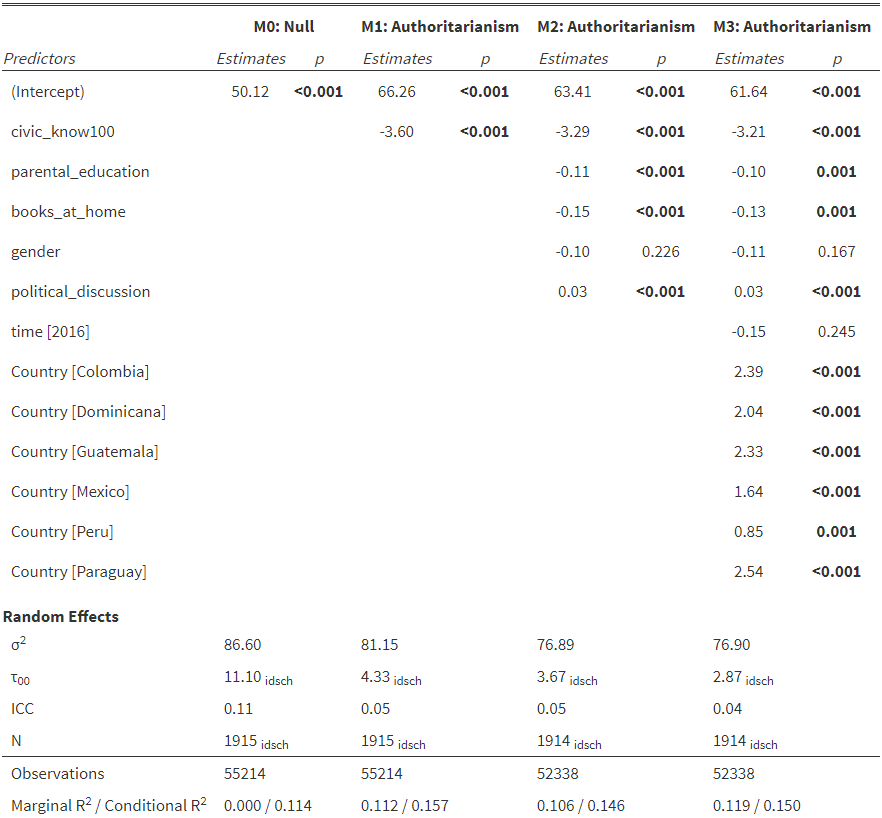 M0: Null M1: Authoritarianism M2: Authoritarianism M3: Authoritarianism
Predictors Estimates p Estimates p Estimates p Estimates p
(Intercept) 50.12 <0.001 66.26 <0.001 63.41 <0.001 61.64 <0.001
civic_know100 -3.60 <0.001 -3.29 <0.001 -3.21 <0.001
parental_education -0.11 <0.001 -0.10 0.001
books_at_home -0.15 <0.001 -0.13 0.001
gender -0.10 0.226 -0.11 0.167
political_discussion 0.03 <0.001 0.03 <0.001
time [2016] -0.15 0.245
Country [Colombia] 2.39 <0.001
Country [Dominicana] 2.04 <0.001
Country [Guatemala] 2.33 <0.001
Country [Mexico] 1.64 <0.001
Country [Peru] 0.85 0.001
Country [Paraguay] 2.54 <0.001
Random Effects
σ² 86.60 81.15 76.89 76.90
τ₀₀ 11.10 idsch 4.33 idsch 3.67 idsch 2.87 idsch
ICC 0.11 0.05 0.05 0.04
N 1915 idsch 1915 idsch 1914 idsch 1914 idsch
Observations 55214 55214 52338 52338
Marginal R² / Conditional R² 0.000 / 0.114 0.112 / 0.157 0.106 / 0.146 0.119 / 0.150